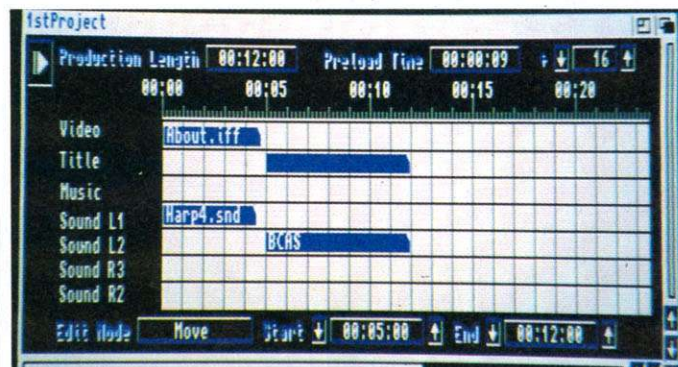 1stProject
Production Length 00:12:00 Preload Time 00:00:09 16
00:00 00:05 00:10 00:15 00:20
Video About.iff
Title
Music
Sound L1 Harp4.snd
Sound L2 BCAS
Sound R3
Sound R2
Edit Mode Move Start 00:05:00 End 00:12:00